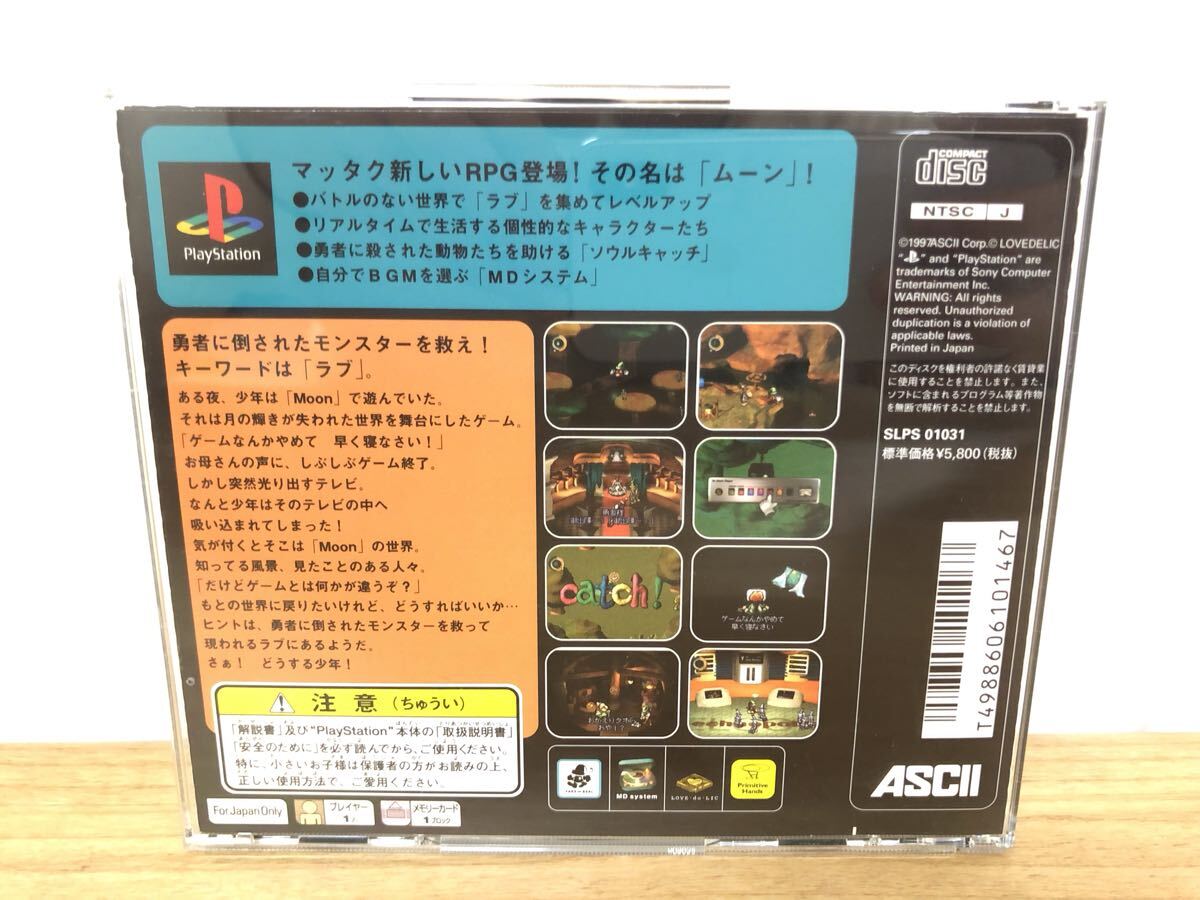 PlayStation
マッタク新しいRPG登場！その名は「ムーン」！
●バトルのない世界で「ラブ」を集めてレベルアップ
●リアルタイムで生活する個性的なキャラクターたち
●勇者に殺された動物たちを助ける「ソウルキャッチ」
●自分でBGMを選ぶ「MDシステム」
勇者に倒されたモンスターを救え！
キーワードは「ラブ」。
ある夜、少年は「Moon」で遊んでいた。
それは月の輝きが失われた世界を舞台にしたゲーム。
「ゲームなんかやめて　早く寝なさい！」
お母さんの声に、しぶしぶゲーム終了。
しかし突然光り出すテレビ。
なんと少年はそのテレビの中へ
吸い込まれてしまった！
気が付くとそこは「Moon」の世界。
知ってる風景、見たことのある人々。
「だけどゲームとは何かが違うぞ？」
もとの世界に戻りたいけれど、どうすればいいか…
ヒントは、勇者に倒されたモンスターを救って
現われるラブにあるようだ。
さぁ！　どうする少年！
注意（ちゅうい）
「解説書」及び“PlayStation”本体の「取扱説明書」
「安全のために」を必ず読んでから、ご使用ください。
特に、小さいお子様は保護者の方がお読みの上、
正しい使用方法で、ご愛用ください。
For Japan Only
プレイヤー
1人
メモリーカード
1ブロック
catch!
ゲームなんかやめて
早く寝なさい
MD system
LOVE・de・LIC
Primitive
Hands
COMPACT
disc
NTSC J
©1997ASCII Corp.© LOVEDELIC
“ ” and "PlayStation" are
trademarks of Sony Computer
Entertainment Inc.
WARNING: All rights
reserved. Unauthorized
duplication is a violation of
applicable laws.
Printed in Japan
このディスクを権利者の許諾なく賃貸業
に使用することを禁止します。また、
ソフトに含まれるプログラム等著作物
を無断で解析することを禁止します。
SLPS 01031
標準価格¥5,800（税抜）
T4988606101467
ASCII